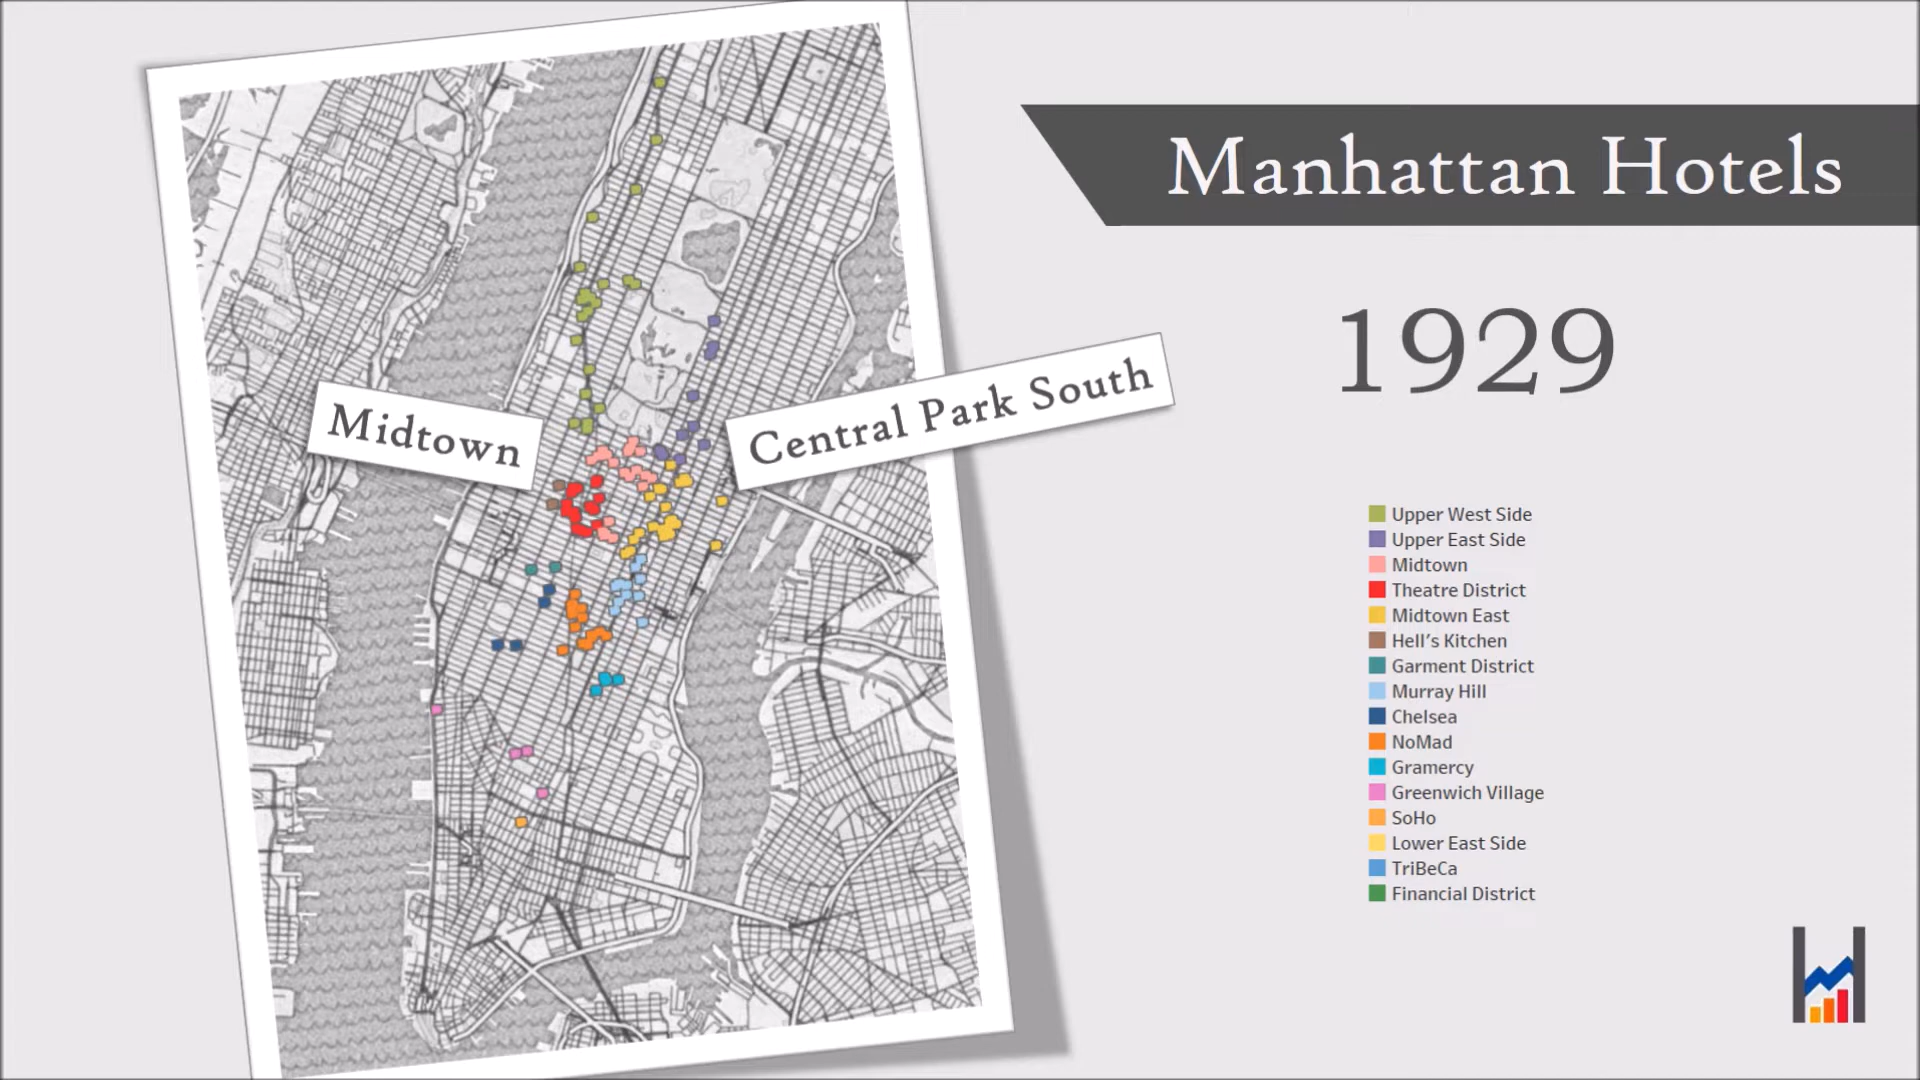 Manhattan Hotels
1929
Midtown
Central Park South
Upper West Side
Upper East Side
Midtown
Theatre District
Midtown East
Hell's Kitchen
Garment District
Murray Hill
Chelsea
NoMad
Gramercy
Greenwich Village
SoHo
Lower East Side
TriBeCa
Financial District